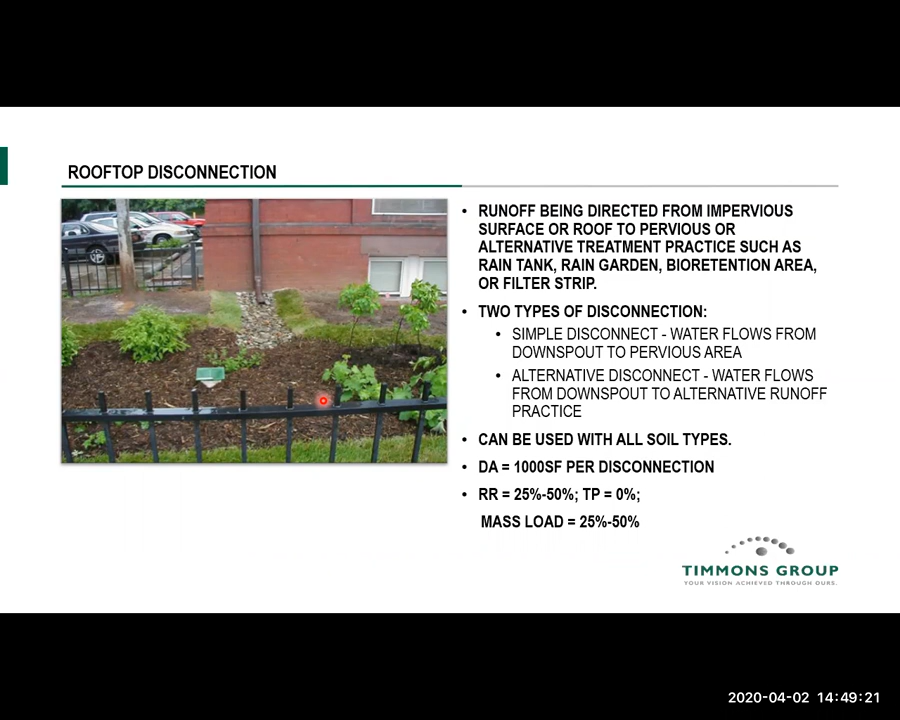 ROOFTOP DISCONNECTION
• RUNOFF BEING DIRECTED FROM IMPERVIOUS
SURFACE OR ROOF TO PERVIOUS OR
ALTERNATIVE TREATMENT PRACTICE SUCH AS
RAIN TANK, RAIN GARDEN, BIORETENTION AREA,
OR FILTER STRIP.
• TWO TYPES OF DISCONNECTION:
• SIMPLE DISCONNECT - WATER FLOWS FROM
DOWNSPOUT TO PERVIOUS AREA
• ALTERNATIVE DISCONNECT - WATER FLOWS
FROM DOWNSPOUT TO ALTERNATIVE RUNOFF
PRACTICE
• CAN BE USED WITH ALL SOIL TYPES.
• DA = 1000SF PER DISCONNECTION
• RR = 25%-50%; TP = 0%;
MASS LOAD = 25%-50%
TIMMONS GROUP
YOUR VISION ACHIEVED THROUGH OURS.
2020-04-02 14:49:21